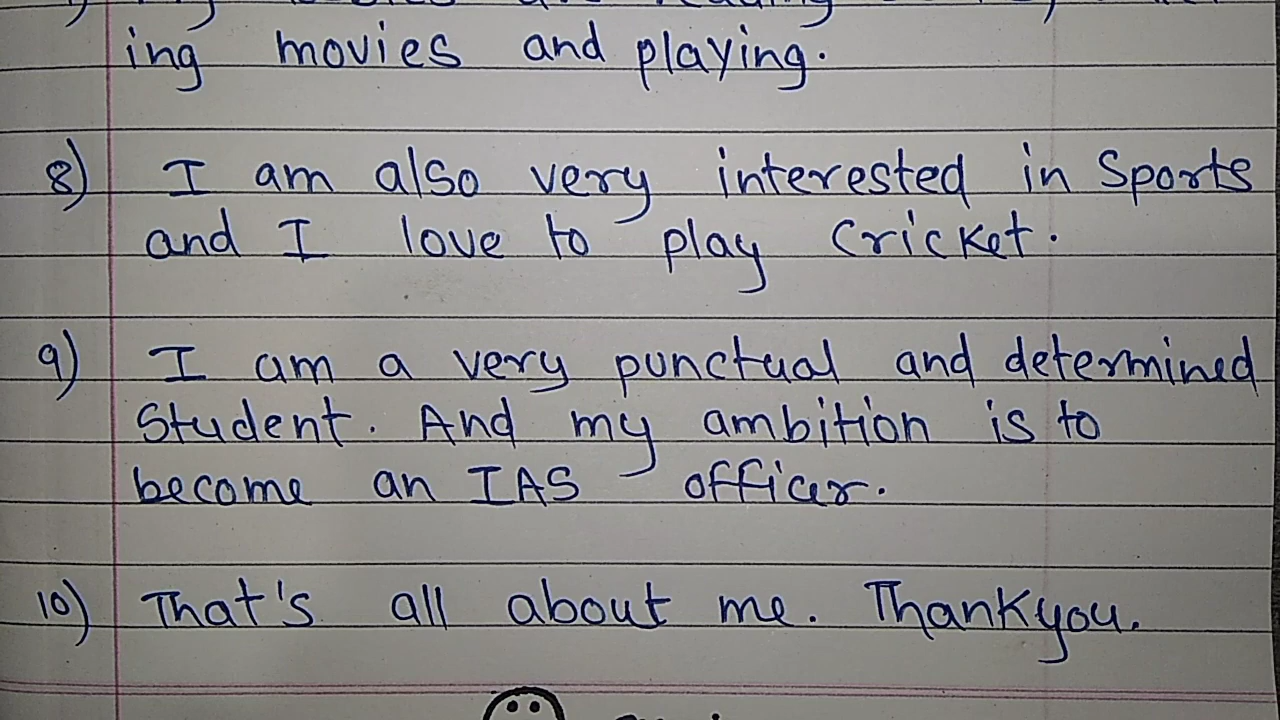 ing movies and playing.
8) I am also very interested in Sports
and I love to play Cricket.
9) I am a very punctual and determined
Student. And my ambition is to
become an IAS officer.
10) That's all about me. Thankyou.